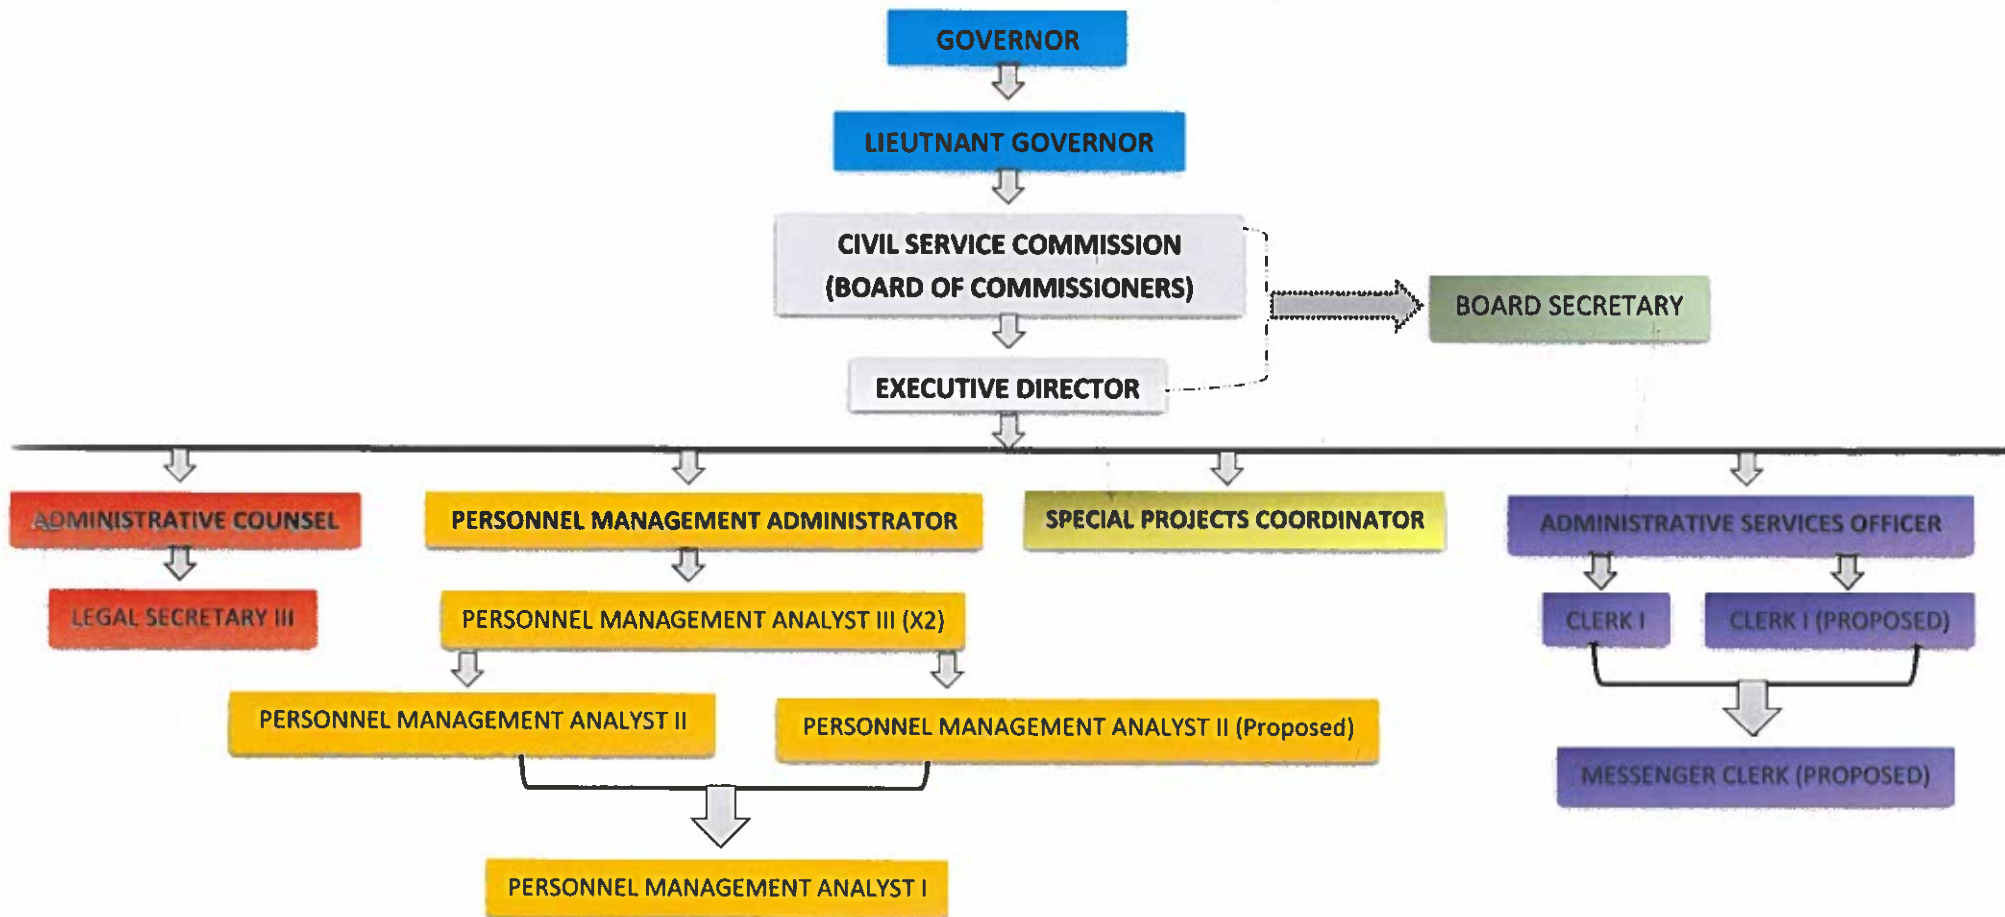 GOVERNOR
LIEUTNANT GOVERNOR
CIVIL SERVICE COMMISSION
(BOARD OF COMMISSIONERS)
BOARD SECRETARY
EXECUTIVE DIRECTOR
ADMINISTRATIVE COUNSEL
PERSONNEL MANAGEMENT ADMINISTRATOR
SPECIAL PROJECTS COORDINATOR
ADMINISTRATIVE SERVICES OFFICER
LEGAL SECRETARY III
PERSONNEL MANAGEMENT ANALYST III (X2)
CLERK I
CLERK I (PROPOSED)
PERSONNEL MANAGEMENT ANALYST II
PERSONNEL MANAGEMENT ANALYST II (Proposed)
MESSENGER CLERK (PROPOSED)
PERSONNEL MANAGEMENT ANALYST I